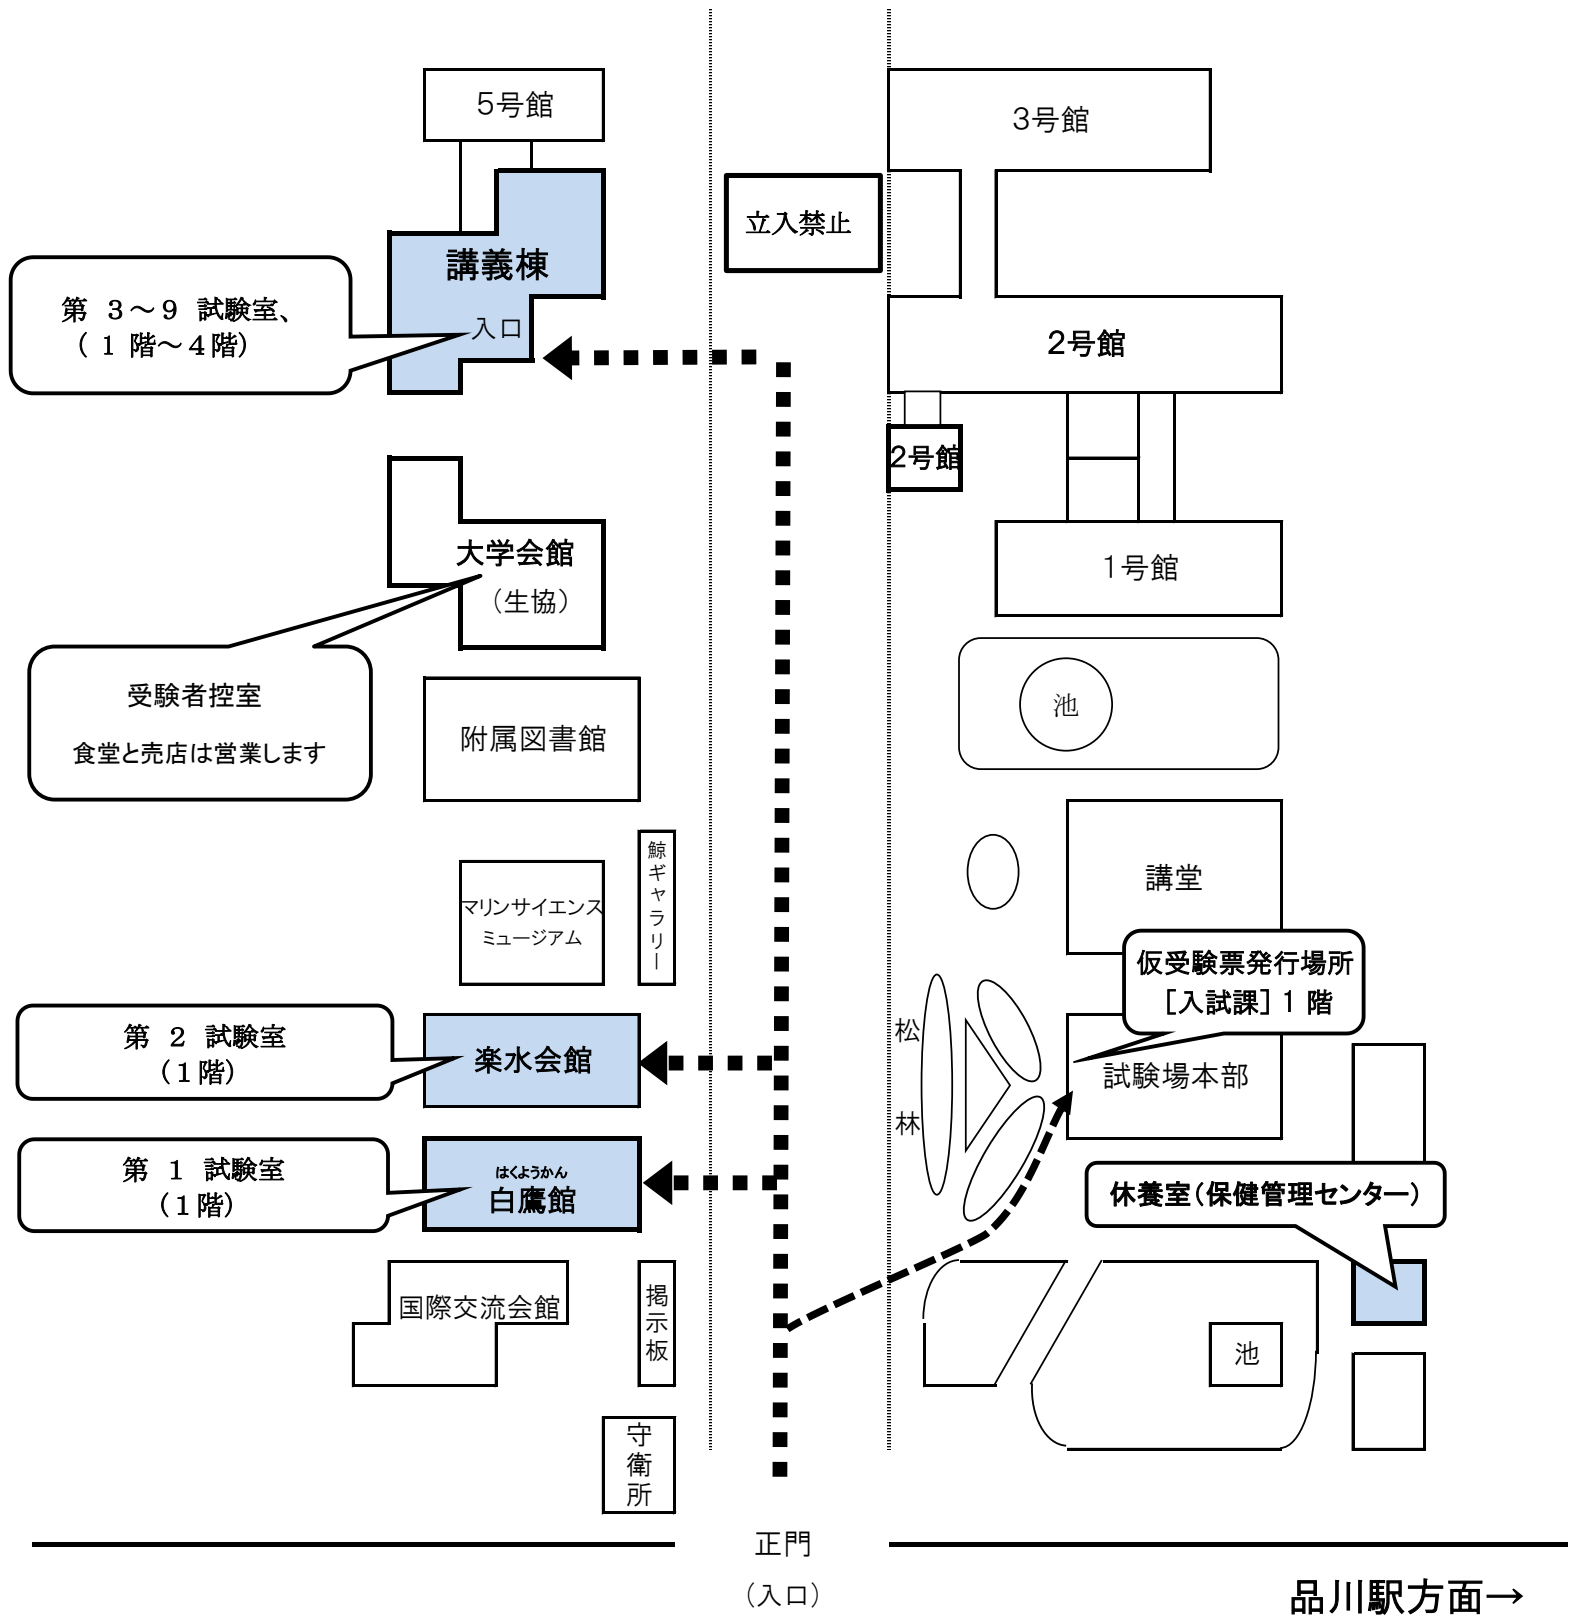 5号館
3号館
立入禁止
講義棟
入口
第 3～9 試験室、
（1 階～4階）
2号館
2号館
大学会館
（生協）
1号館
受験者控室
食堂と売店は営業します
附属図書館
池
鯨ギャラリー
マリンサイエンス
ミュージアム
講堂
仮受験票発行場所
［入試課］1 階
第 2 試験室
（1階）
楽水会館
松
林
試験場本部
第 1 試験室
（1階）
はくようかん
白鷹館
休養室（保健管理センター）
国際交流会館
掲示板
池
守衛所
正門
（入口）
品川駅方面→